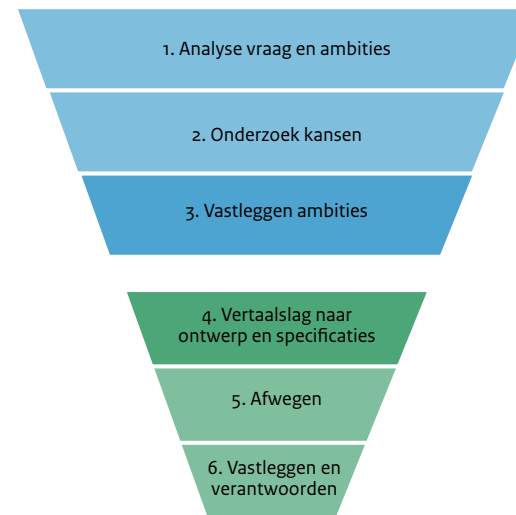 1. Analyse vraag en ambities
2. Onderzoek kansen
3. Vastleggen ambities
4. Vertaalslag naar
ontwerp en specificaties
5. Afwegen
6. Vastleggen en
verantwoorden